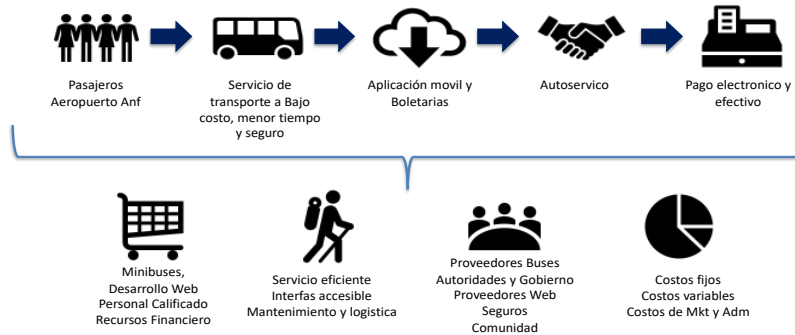 Pasajeros
Aeropuerto Anf
Servicio de
transporte a Bajo
costo, menor tiempo
y seguro
Aplicación movil y
Boletarias
Autoservico
Pago electronico y
efectivo
Minibuses,
Desarrollo Web
Personal Calificado
Recursos Financiero
Servicio eficiente
Interfas accesible
Mantenimiento y logistica
Proveedores Buses
Autoridades y Gobierno
Proveedores Web
Seguros
Comunidad
Costos fijos
Costos variables
Costos de Mkt y Adm